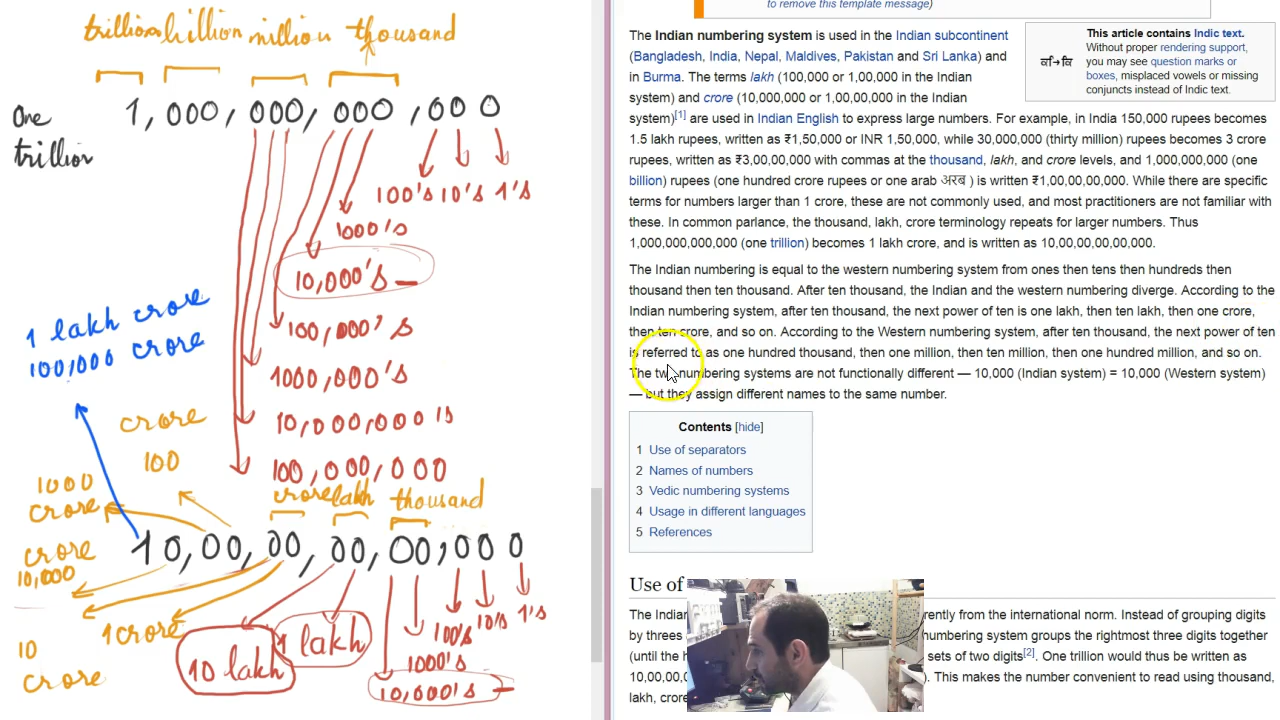 trillion billion million thousand
One trillion
1,000,000,000,000
100's 10's 1's
1000's
10,000's
100,000's
1000,000's
10,000,000's
100,000,000
1 lakh crore
100,000 crore
crore
100
1000
crore
crore lakh thousand
10,00,00,00,00,000
crore
10,000
10
crore
1 crore
10 lakh
1 lakh
100's 10's 1's
1000's
10,000's
to remove this template message)
The Indian numbering system is used in the Indian subcontinent
(Bangladesh, India, Nepal, Maldives, Pakistan and Sri Lanka) and
in Burma. The terms lakh (100,000 or 1,00,000 in the Indian
system) and crore (10,000,000 or 1,00,00,000 in the Indian
system)[1] are used in Indian English to express large numbers. For example, in India 150,000 rupees becomes
1.5 lakh rupees, written as ₹1,50,000 or INR 1,50,000, while 30,000,000 (thirty million) rupees becomes 3 crore
rupees, written as ₹3,00,00,000 with commas at the thousand, lakh, and crore levels, and 1,000,000,000 (one
billion) rupees (one hundred crore rupees or one arab अरब ) is written ₹1,00,00,00,000. While there are specific
terms for numbers larger than 1 crore, these are not commonly used, and most practitioners are not familiar with
these. In common parlance, the thousand, lakh, crore terminology repeats for larger numbers. Thus
1,000,000,000,000 (one trillion) becomes 1 lakh crore, and is written as 10,00,00,00,00,000.
This article contains Indic text.
Without proper rendering support,
you may see question marks or
boxes, misplaced vowels or missing
conjuncts instead of Indic text.
The Indian numbering is equal to the western numbering system from ones then tens then hundreds then
thousand then ten thousand. After ten thousand, the Indian and the western numbering diverge. According to the
Indian numbering system, after ten thousand, the next power of ten is one lakh, then ten lakh, then one crore,
then ten crore, and so on. According to the Western numbering system, after ten thousand, the next power of ten
is referred to as one hundred thousand, then one million, then ten million, then one hundred million, and so on.
The two numbering systems are not functionally different — 10,000 (Indian system) = 10,000 (Western system)
— but they assign different names to the same number.
Contents [hide]
1 Use of separators
2 Names of numbers
3 Vedic numbering systems
4 Usage in different languages
5 References
Use of
The Indian rently from the international norm. Instead of grouping digits
by threes numbering system groups the rightmost three digits together
(until the sets of two digits[2]. One trillion would thus be written as
10,00,00, ). This makes the number convenient to read using thousand,
lakh, crore